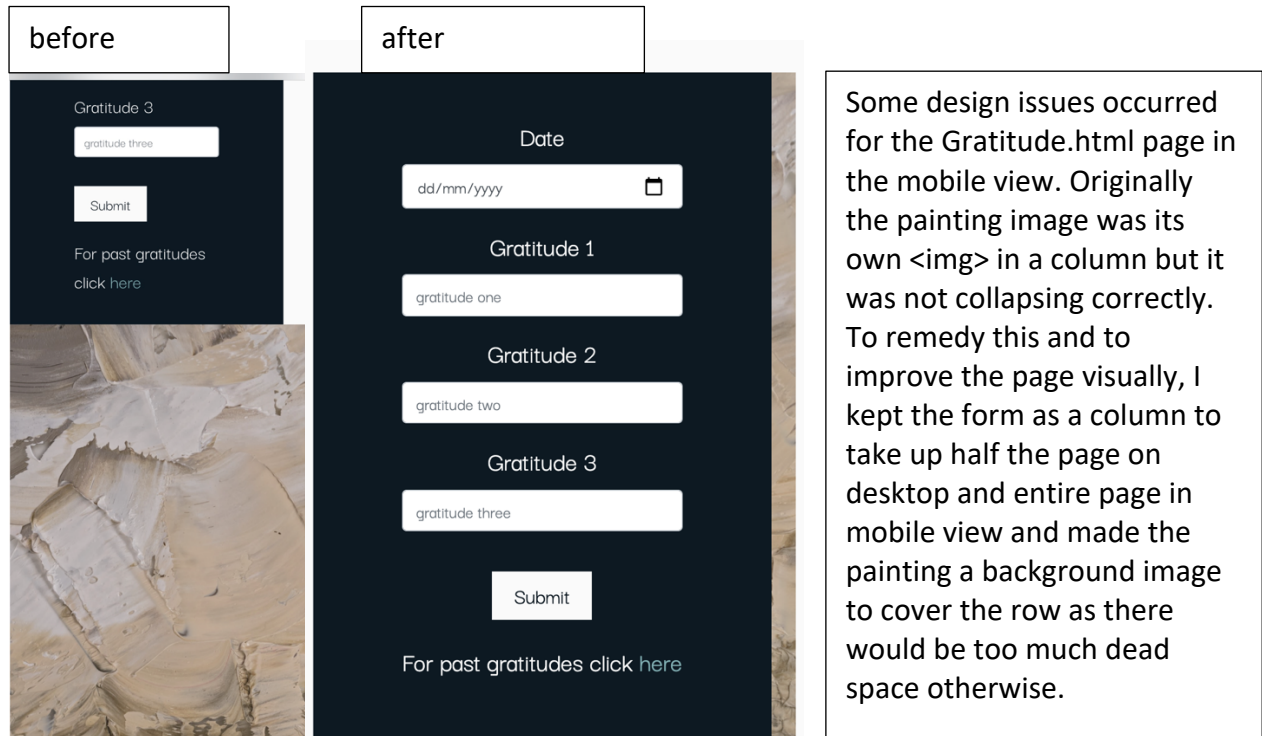 before
Gratitude 3
gratitude three
Submit
For past gratitudes
click here
after
Date
dd/mm/yyyy
Gratitude 1
gratitude one
Gratitude 2
gratitude two
Gratitude 3
gratitude three
Submit
For past gratitudes click here
Some design issues occurred
for the Gratitude.html page in
the mobile view. Originally
the painting image was its
own <img> in a column but it
was not collapsing correctly.
To remedy this and to
improve the page visually, I
kept the form as a column to
take up half the page on
desktop and entire page in
mobile view and made the
painting a background image
to cover the row as there
would be too much dead
space otherwise.